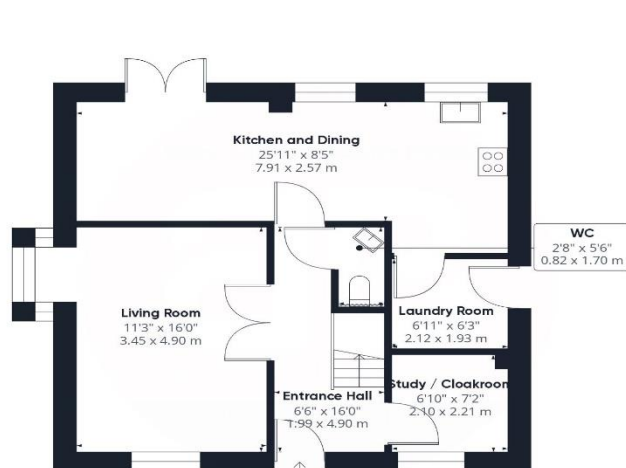 Kitchen and Dining
25'11" x 8'5"
7.91 x 2.57 m
WC
2'8" x 5'6"
0.82 x 1.70 m
Living Room
11'3" x 16'0"
3.45 x 4.90 m
Laundry Room
6'11" x 6'3"
2.12 x 1.93 m
Entrance Hall
6'6" x 16'0"
1.99 x 4.90 m
Study / Cloakroom
6'10" x 7'2"
2.10 x 2.21 m